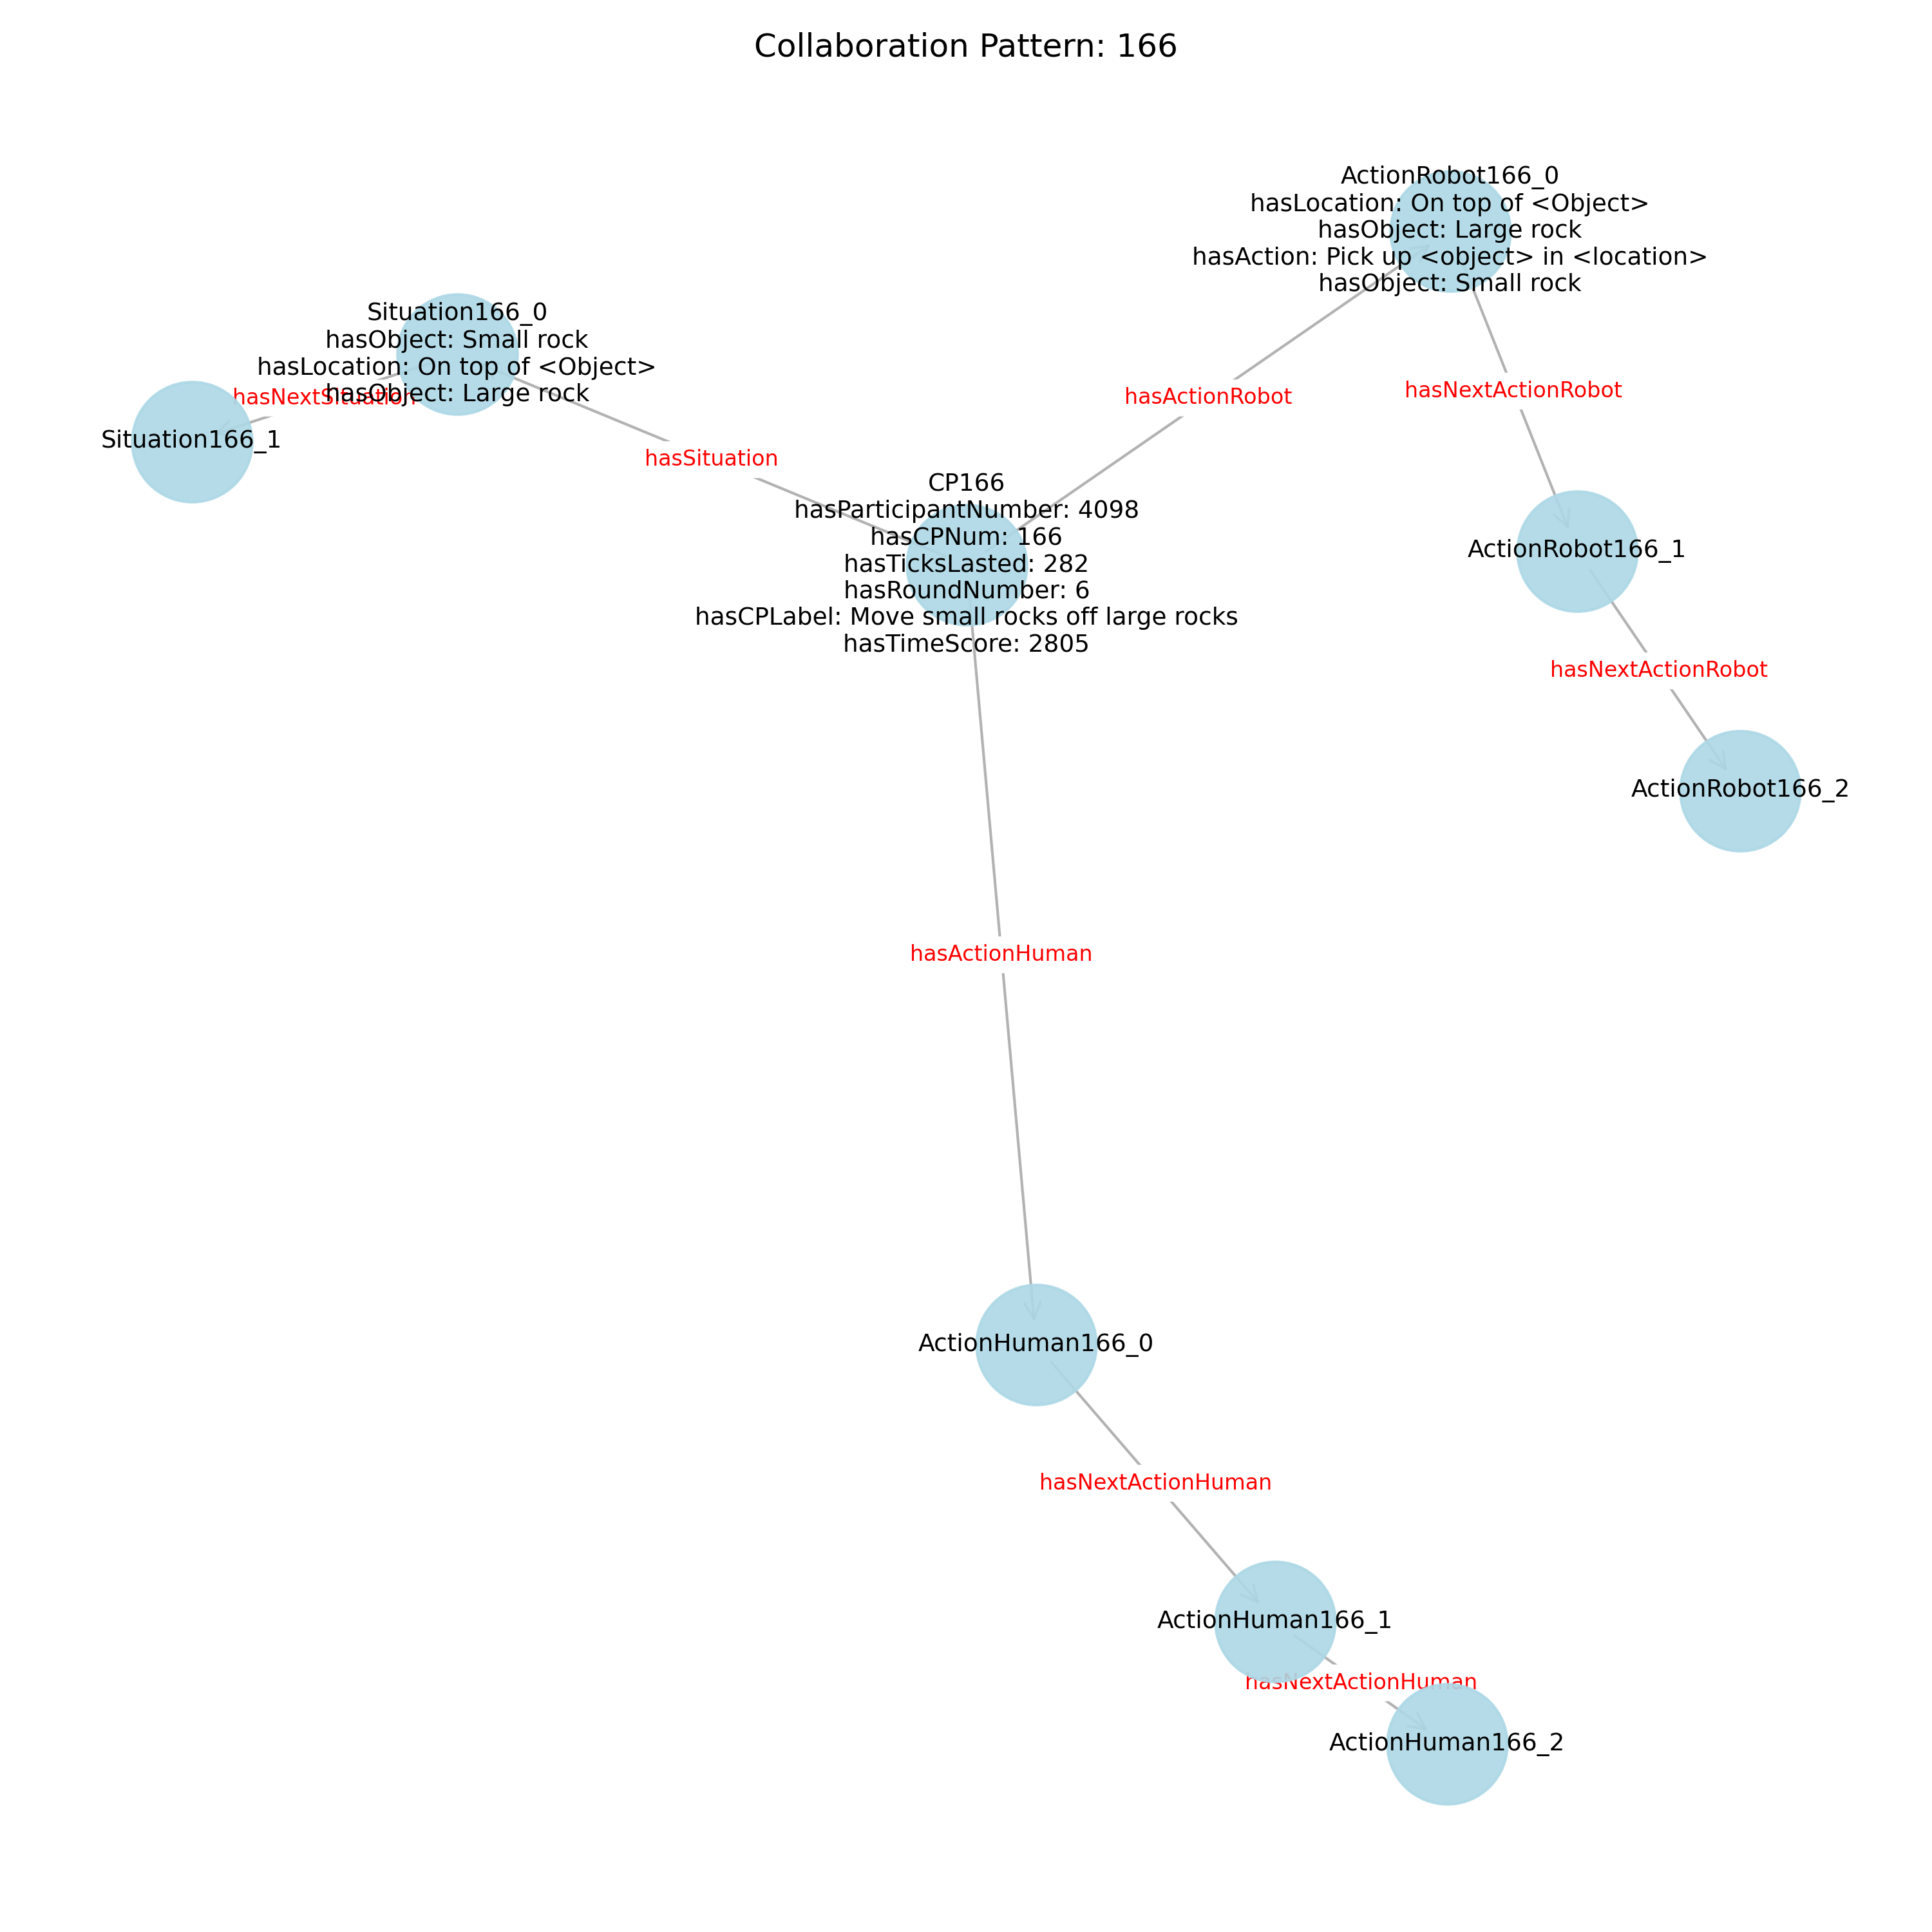 Collaboration Pattern: 166
ActionRobot166_0
hasLocation: On top of <Object>
hasObject: Large rock
hasAction: Pick up <object> in <location>
hasObject: Small rock
Situation166_0
hasObject: Small rock
hasLocation: On top of <Object>
hasObject: Large rock
hasNextSituation
Situation166_1
hasActionRobot
hasNextActionRobot
hasSituation
CP166
hasParticipantNumber: 4098
hasCPNum: 166
hasTicksLasted: 282
hasRoundNumber: 6
hasCPLabel: Move small rocks off large rocks
hasTimeScore: 2805
ActionRobot166_1
hasNextActionRobot
ActionRobot166_2
hasActionHuman
ActionHuman166_0
hasNextActionHuman
ActionHuman166_1
hasNextActionHuman
ActionHuman166_2